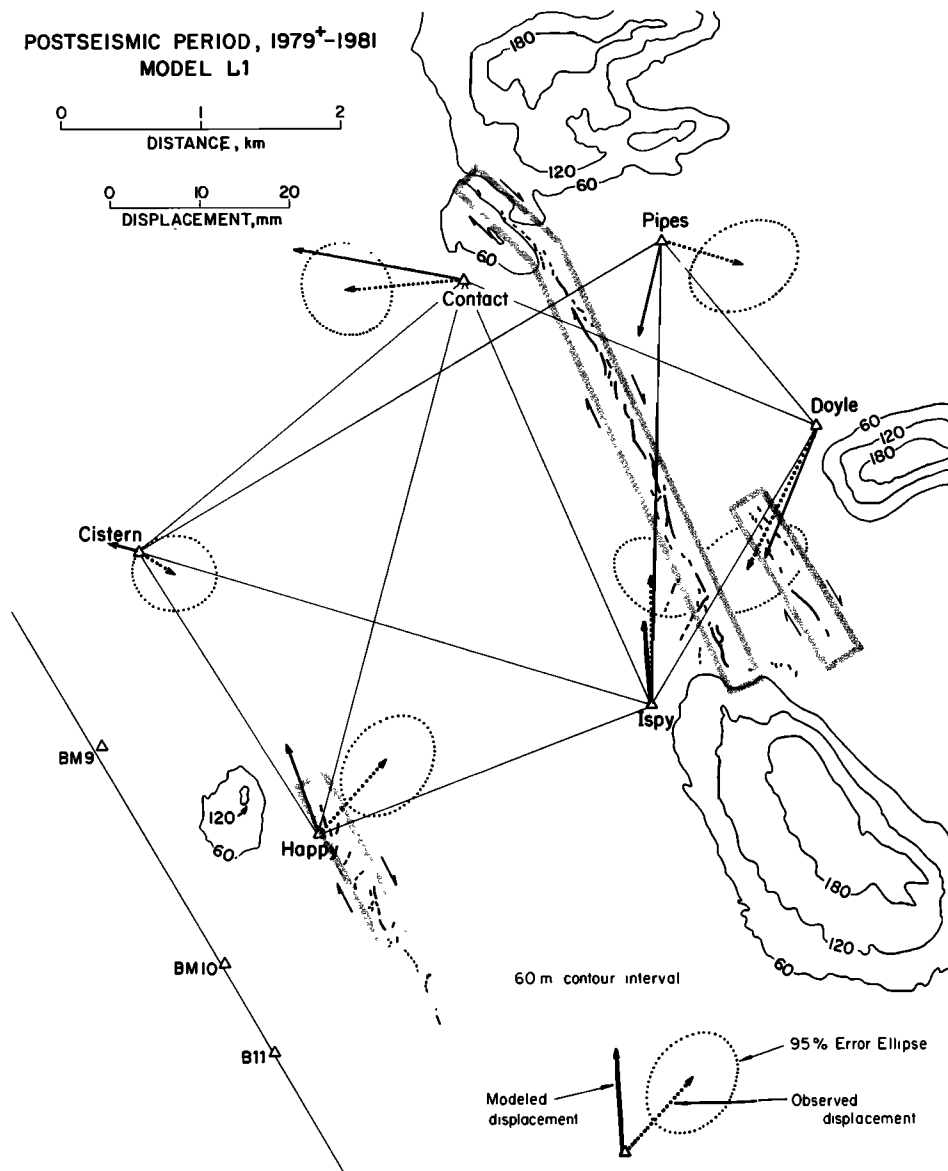 POSTSEISMIC PERIOD, 1979+-1981
MODEL L1
0 1 2
DISTANCE, km
0 10 20
DISPLACEMENT, mm
180
120
60
60
Pipes
Contact
Doyle
60
120
180
Cistern
Ispy
BM9
120
60
Happy
180
120
60
BM10
60 m contour interval
B11
95% Error Ellipse
Modeled
displacement
Observed
displacement